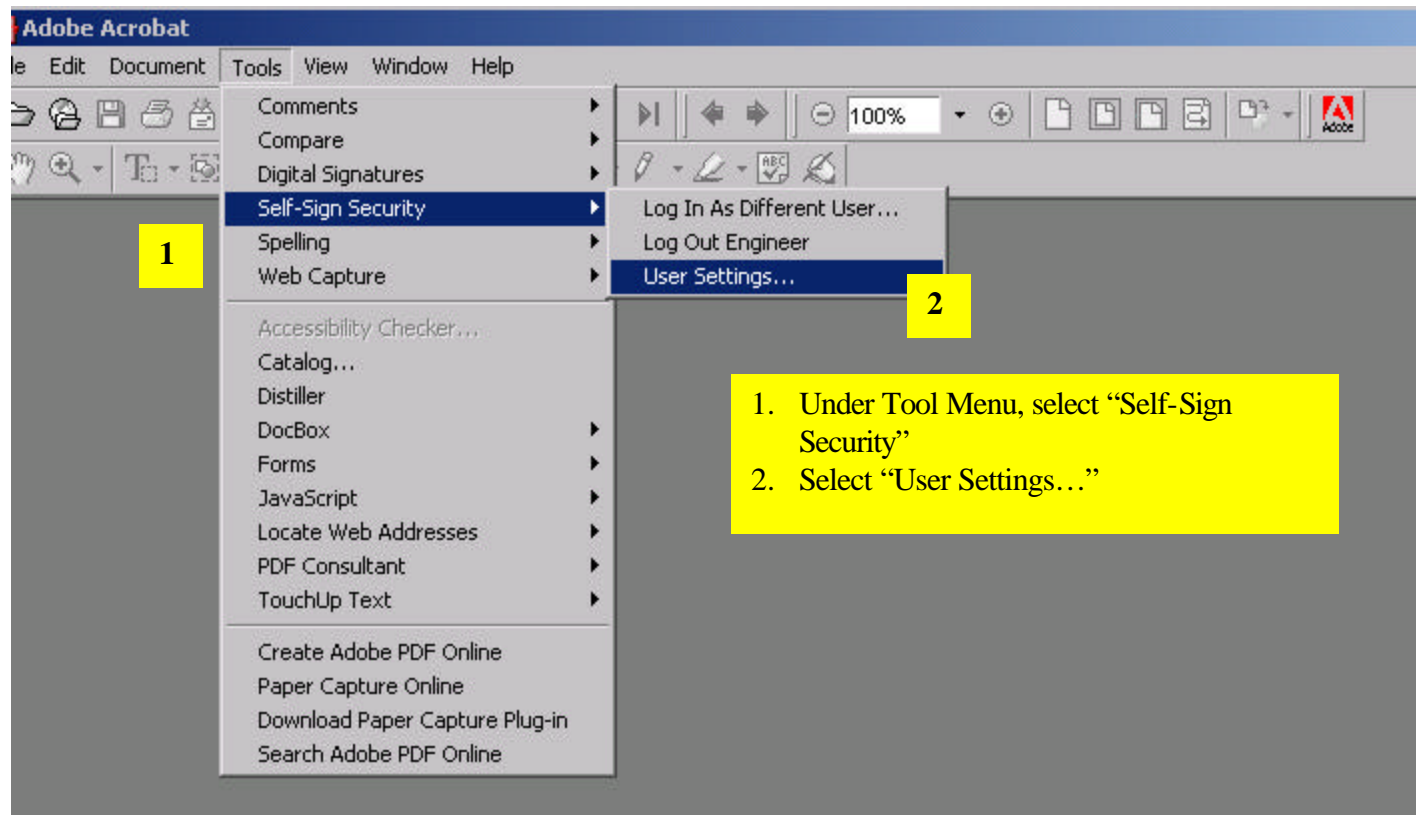 Adobe Acrobat
le Edit Document Tools View Window Help
100%
Adobe
ABC
Comments
Compare
Digital Signatures
Self-Sign Security
Spelling
Web Capture
Accessibility Checker...
Catalog...
Distiller
DocBox
Forms
JavaScript
Locate Web Addresses
PDF Consultant
TouchUp Text
Create Adobe PDF Online
Paper Capture Online
Download Paper Capture Plug-in
Search Adobe PDF Online
Log In As Different User...
Log Out Engineer
User Settings...
1
2
1. Under Tool Menu, select “Self-Sign
Security”
2. Select “User Settings…”